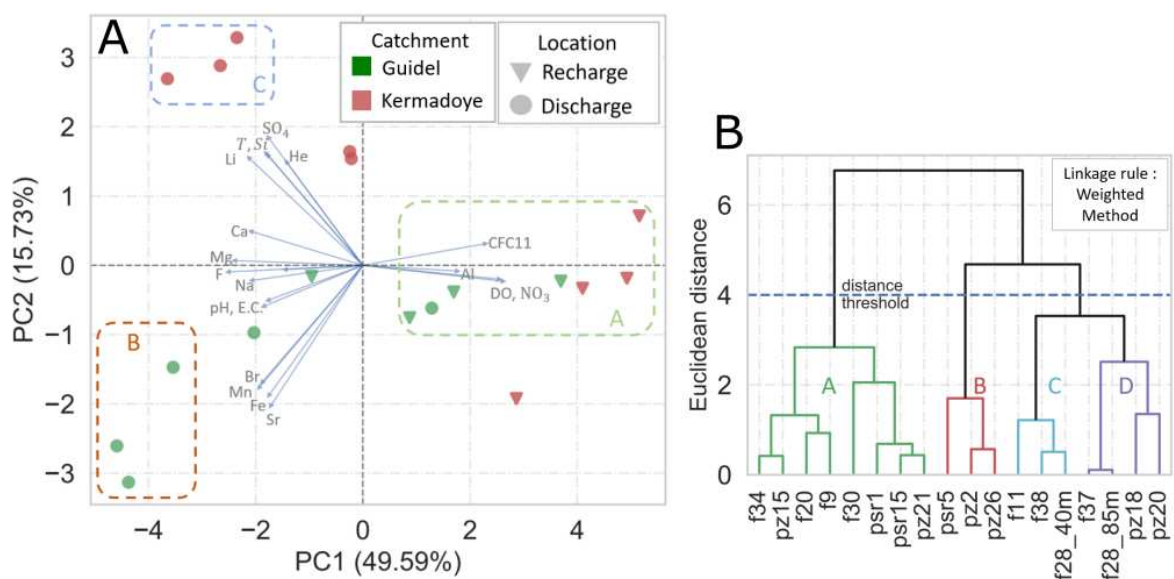 A
Catchment
Guidel
Kermadoye
Location
Recharge
Discharge
C
SO₄
T, Si
He
Li
Ca
CFC11
Mg
F
Al
Na
DO, NO₃
pH, E.C.
A
B
Br
Mn
Fe
Sr
3
2
1
0
−1
−2
−3
PC2 (15.73%)
−4
−2
0
2
4
PC1 (49.59%)
B
Linkage rule :
Weighted
Method
distance
threshold
A
B
C
D
6
4
2
0
Euclidean distance
f34
pz15
f20
f9
f30
psr1
psr15
pz21
psr5
pz2
pz26
f11
f38
f28_40m
f37
f28_85m
pz18
pz20